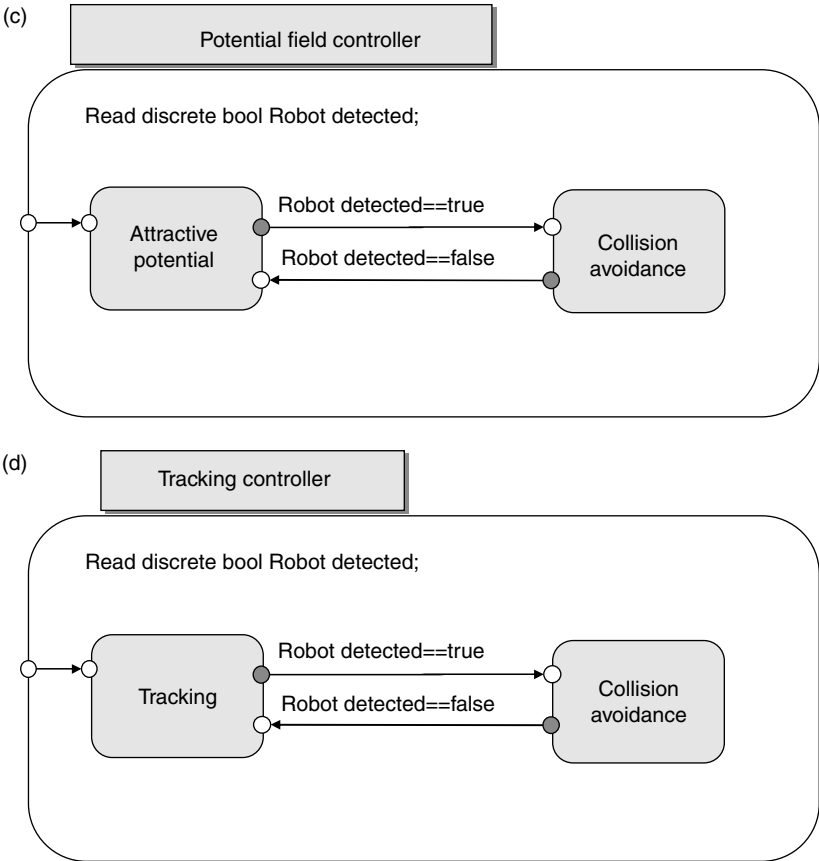 (c)
Potential field controller
Read discrete bool Robot detected;
Robot detected==true
Attractive
potential
Robot detected==false
Collision
avoidance
(d)
Tracking controller
Read discrete bool Robot detected;
Robot detected==true
Tracking
Robot detected==false
Collision
avoidance